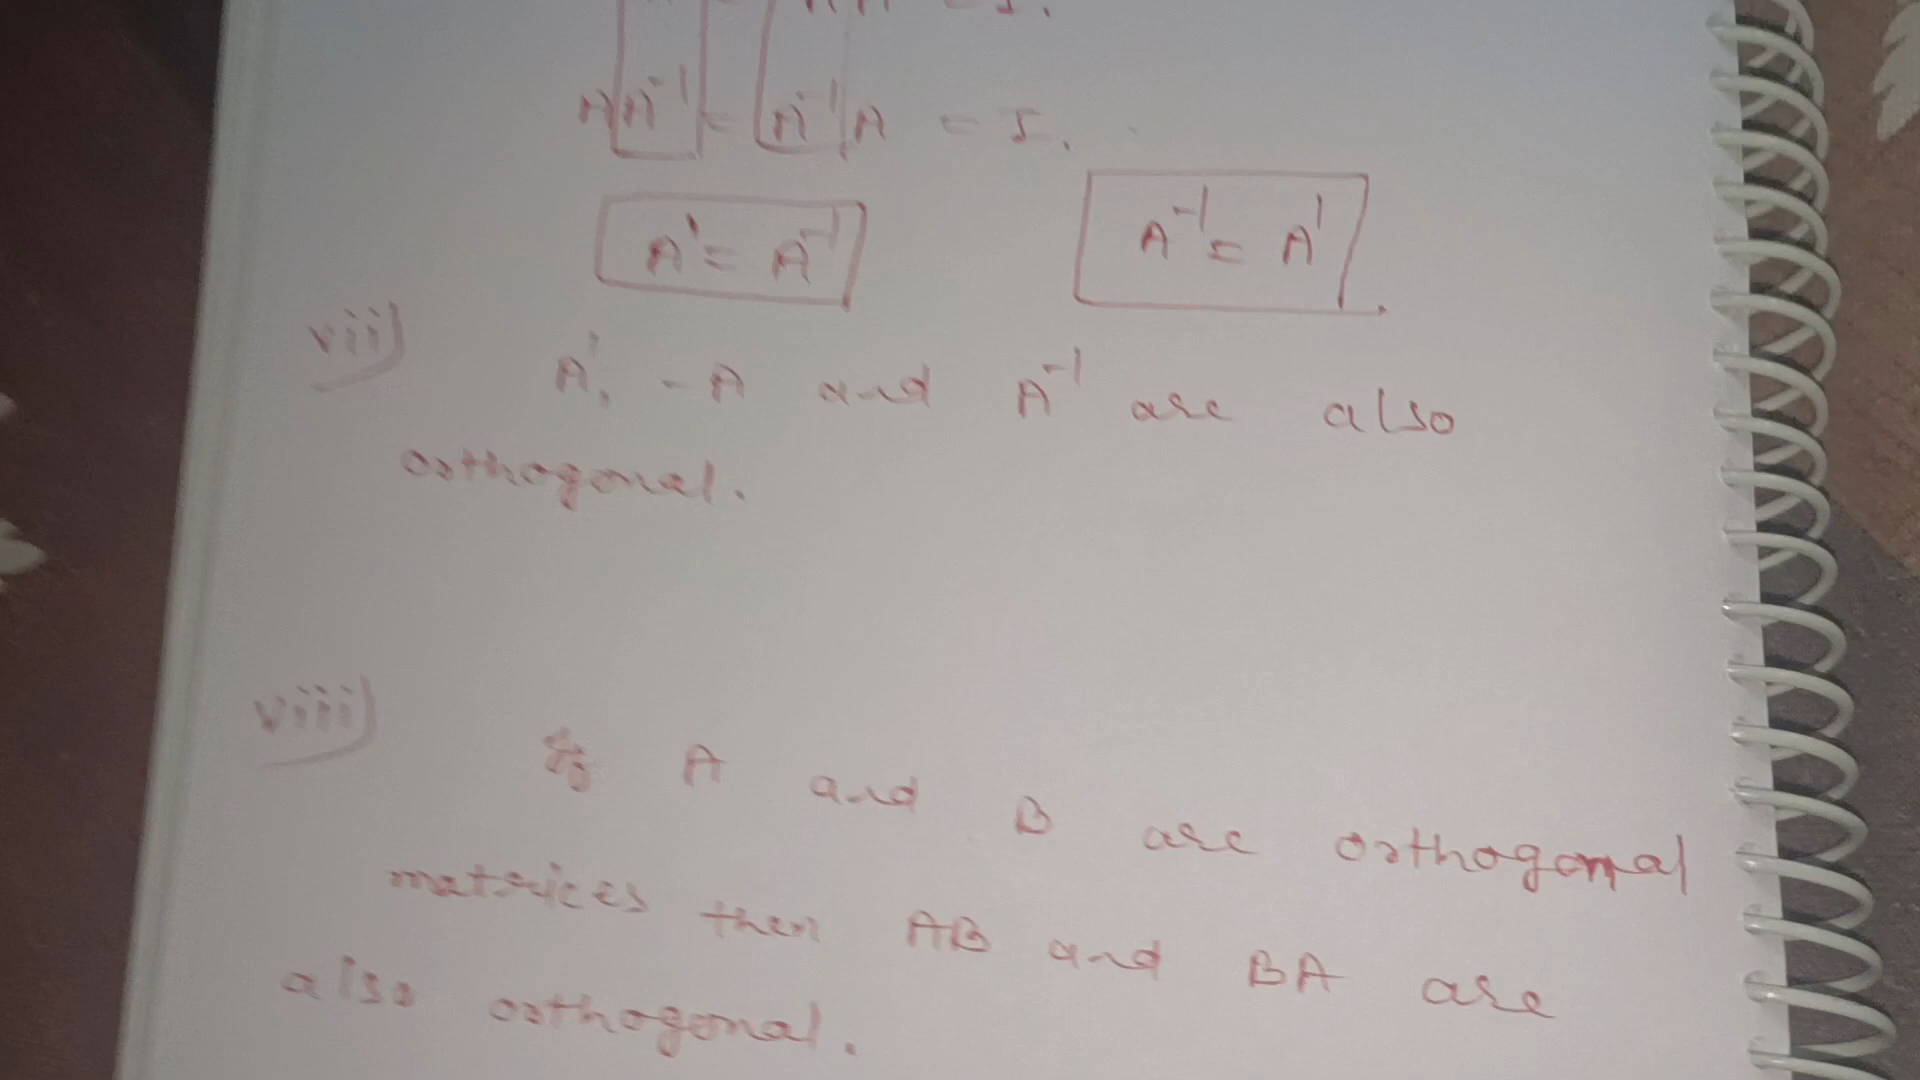 AA⁻¹ = A⁻¹A = I.
A' = A⁻¹ A⁻¹ = A'
vii) A', -A and A⁻¹ are also
orthogonal.
viii) If A and B are orthogonal
matrices then AB and BA are
also orthogonal.